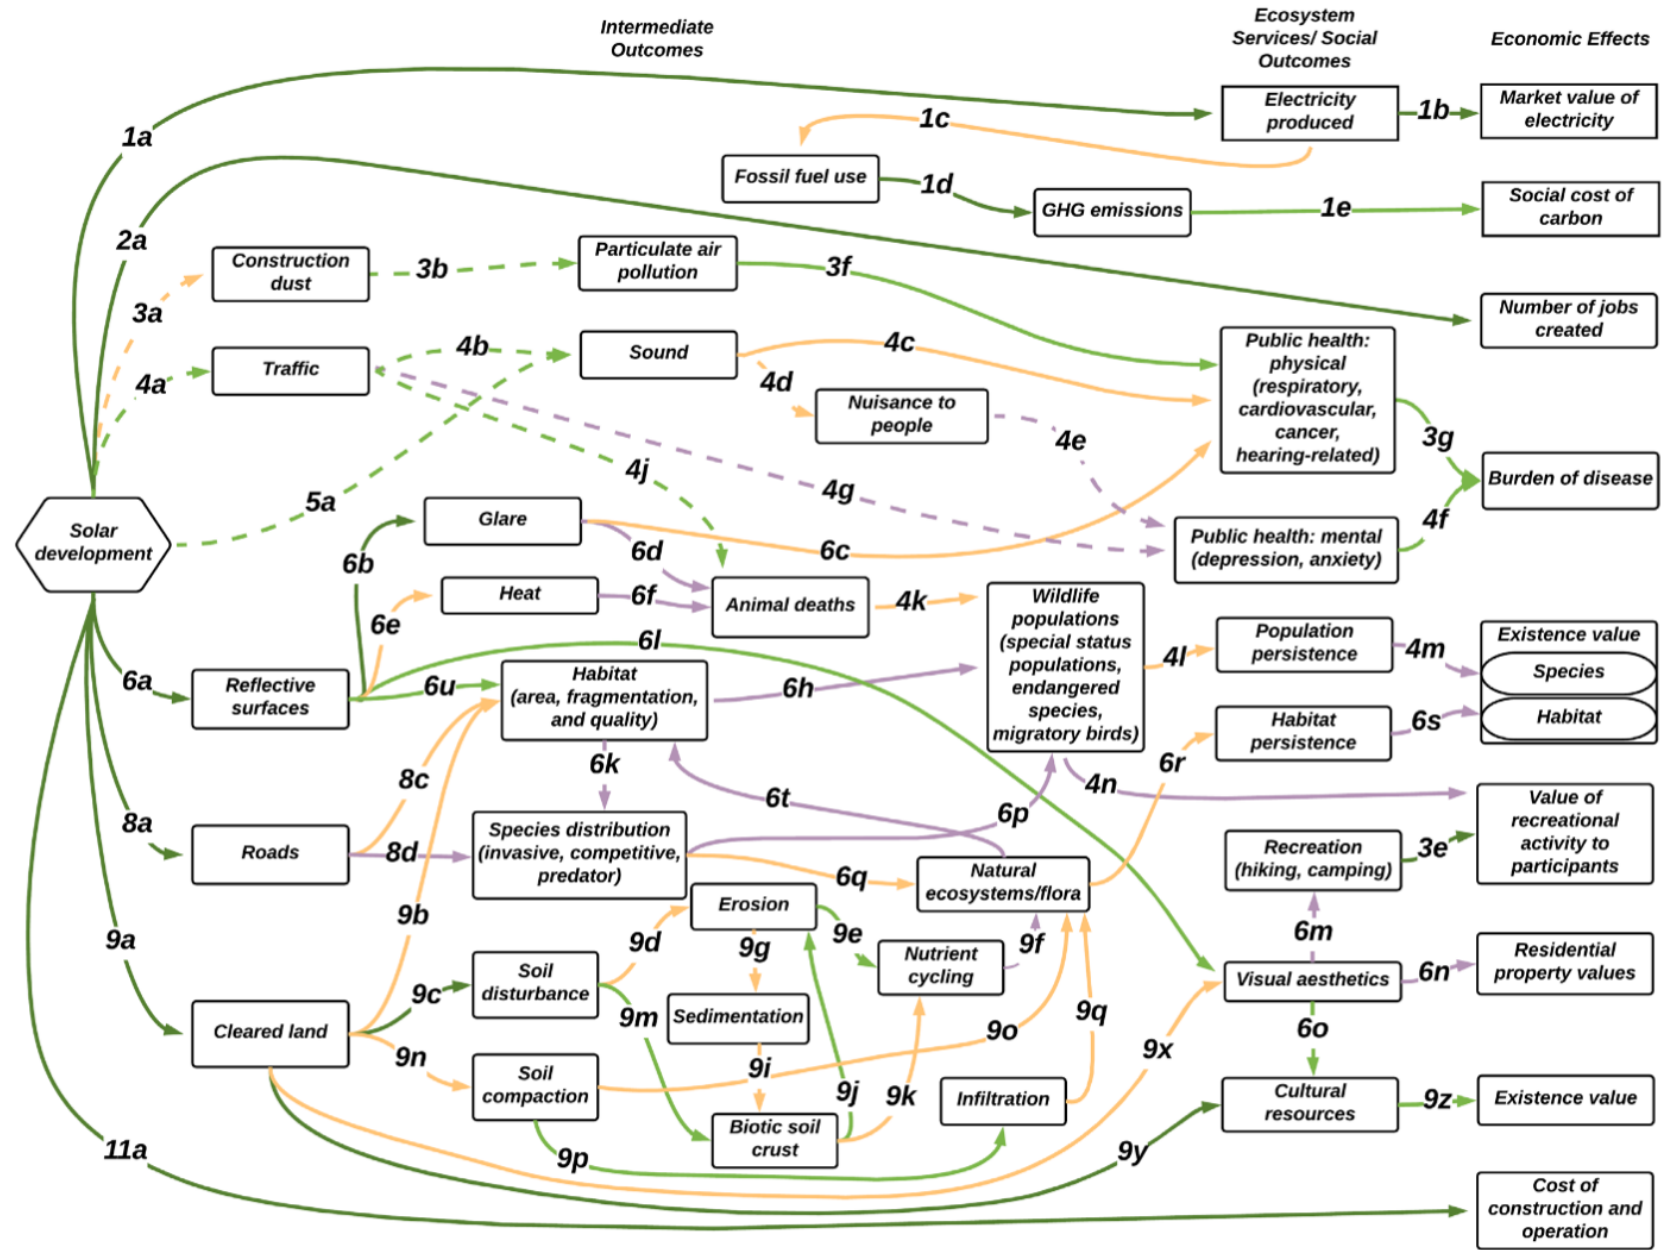 Intermediate
Outcomes
Ecosystem
Services/ Social
Outcomes
Economic Effects
1a
Electricity
produced
1b
Market value of
electricity
1c
Fossil fuel use
1d
GHG emissions
1e
Social cost of
carbon
2a
Number of jobs
created
3a
Construction
dust
3b
Particulate air
pollution
3f
4a
Traffic
4b
Sound
4c
4d
Nuisance to
people
4e
Public health:
physical
(respiratory,
cardiovascular,
cancer,
hearing-related)
3g
Burden of disease
4g
4j
5a
Solar
development
Glare
6b
6c
6d
Public health: mental
(depression, anxiety)
4f
6e
Heat
6f
Animal deaths
4k
Wildlife
populations
(special status
populations,
endangered
species,
migratory birds)
4l
Population
persistence
4m
Existence value
Species
Habitat
6l
6a
Reflective
surfaces
6u
Habitat
(area, fragmentation,
and quality)
6h
Habitat
persistence
6s
6r
4n
8c
6k
6t
6p
8a
Roads
8d
Species distribution
(invasive, competitive,
predator)
6q
Natural
ecosystems/flora
Recreation
(hiking, camping)
3e
Value of
recreational
activity to
participants
9a
9b
Erosion
9d
9e
9g
Nutrient
cycling
9f
6m
Visual aesthetics
6n
Residential
property values
Cleared land
9c
Soil
disturbance
9m
Sedimentation
9o
9q
9x
6o
9n
Soil
compaction
9i
9j
9k
Infiltration
Cultural
resources
9z
Existence value
Biotic soil
crust
9p
9y
11a
Cost of
construction and
operation